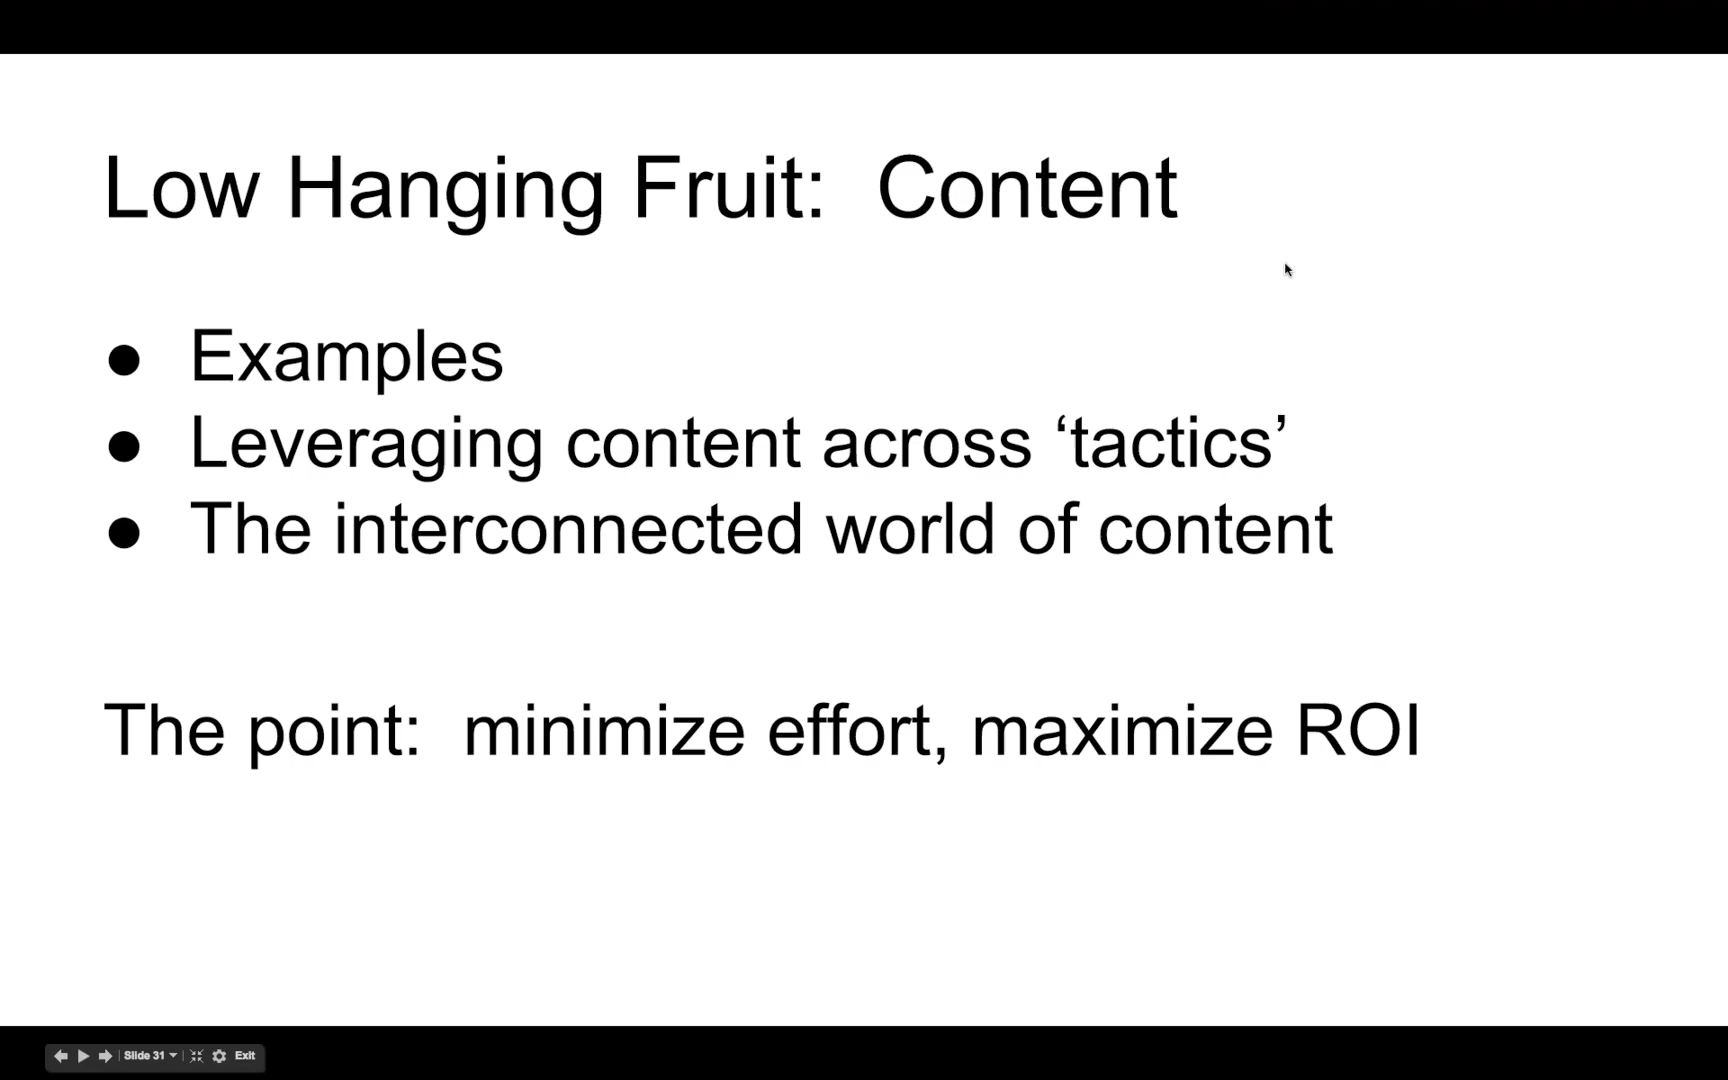 Low Hanging Fruit:  Content
● Examples
● Leveraging content across ‘tactics’
● The interconnected world of content
The point:  minimize effort, maximize ROI
Slide 31
Exit